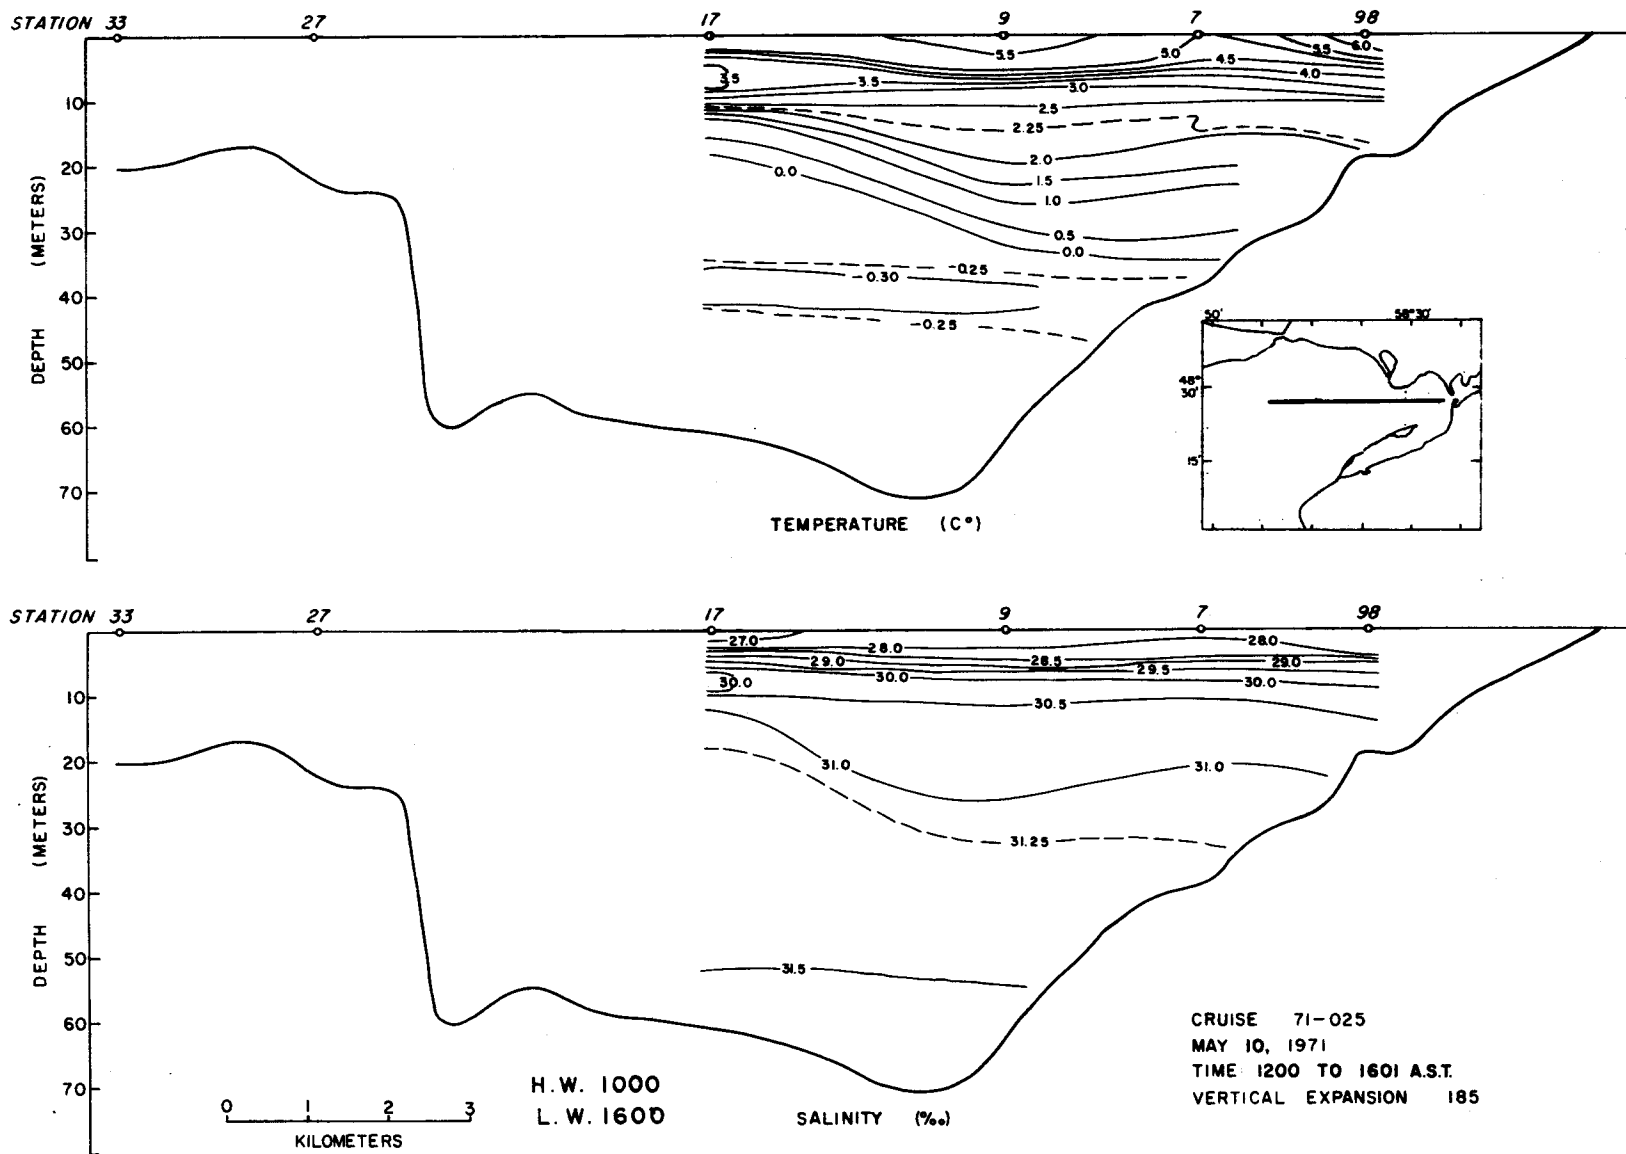 STATION 33 27 17 9 7 98
5.5 5.0 5.5 6.0
4.5
3.5 3.5 3.0 4.0
2.5
2.25
2.0
0.0 1.5
1.0
0.5
0.0
-0.25
-0.30
-0.25
10
20
30
40
50
60
70
DEPTH (METERS)
TEMPERATURE (C°)
50' 58°30'
48°
30'
15'
STATION 33 27 17 9 7 98
27.0 28.0 28.0
29.0 28.5 29.0
29.5
30.0 30.0 30.0
30.5
31.0 31.0
31.25
31.5
10
20
30
40
50
60
70
DEPTH (METERS)
CRUISE 71-025
MAY 10, 1971
TIME 1200 TO 1601 A.S.T.
VERTICAL EXPANSION 185
H.W. 1000
L.W. 1600
SALINITY (‰)
0 1 2 3
KILOMETERS